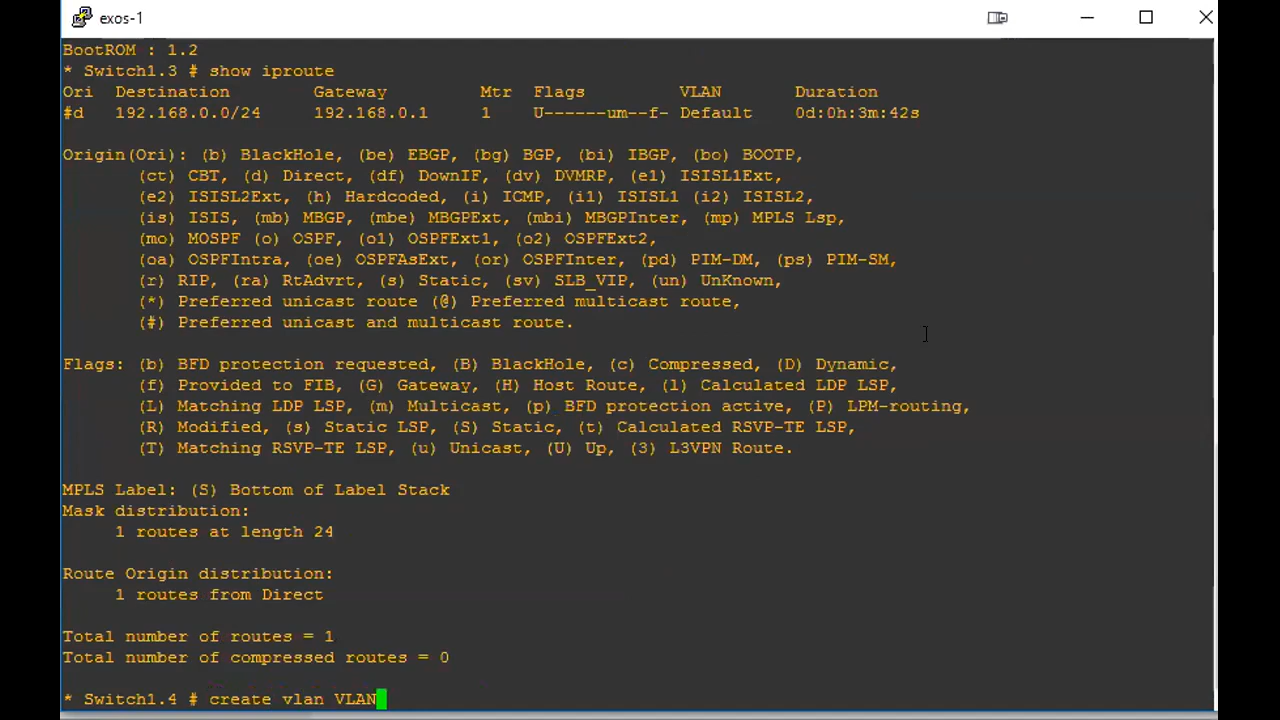 exos-1
BootROM : 1.2
* Switch1.3 # show iproute
Ori  Destination        Gateway         Mtr  Flags         VLAN       Duration
#d   192.168.0.0/24     192.168.0.1     1    U------um--f- Default    0d:0h:3m:42s
Origin(Ori): (b) BlackHole, (be) EBGP, (bg) BGP, (bi) IBGP, (bo) BOOTP,
(ct) CBT, (d) Direct, (df) DownIF, (dv) DVMRP, (e1) ISISL1Ext,
(e2) ISISL2Ext, (h) Hardcoded, (i) ICMP, (i1) ISISL1 (i2) ISISL2,
(is) ISIS, (mb) MBGP, (mbe) MBGPExt, (mbi) MBGPInter, (mp) MPLS Lsp,
(mo) MOSPF (o) OSPF, (o1) OSPFExt1, (o2) OSPFExt2,
(oa) OSPFIntra, (oe) OSPFAsExt, (or) OSPFInter, (pd) PIM-DM, (ps) PIM-SM,
(r) RIP, (ra) RtAdvrt, (s) Static, (sv) SLB_VIP, (un) UnKnown,
(*) Preferred unicast route (@) Preferred multicast route,
(#) Preferred unicast and multicast route.
Flags: (b) BFD protection requested, (B) BlackHole, (c) Compressed, (D) Dynamic,
(f) Provided to FIB, (G) Gateway, (H) Host Route, (l) Calculated LDP LSP,
(L) Matching LDP LSP, (m) Multicast, (p) BFD protection active, (P) LPM-routing,
(R) Modified, (s) Static LSP, (S) Static, (t) Calculated RSVP-TE LSP,
(T) Matching RSVP-TE LSP, (u) Unicast, (U) Up, (3) L3VPN Route.
MPLS Label: (S) Bottom of Label Stack
Mask distribution:
1 routes at length 24
Route Origin distribution:
1 routes from Direct
Total number of routes = 1
Total number of compressed routes = 0
* Switch1.4 # create vlan VLAN